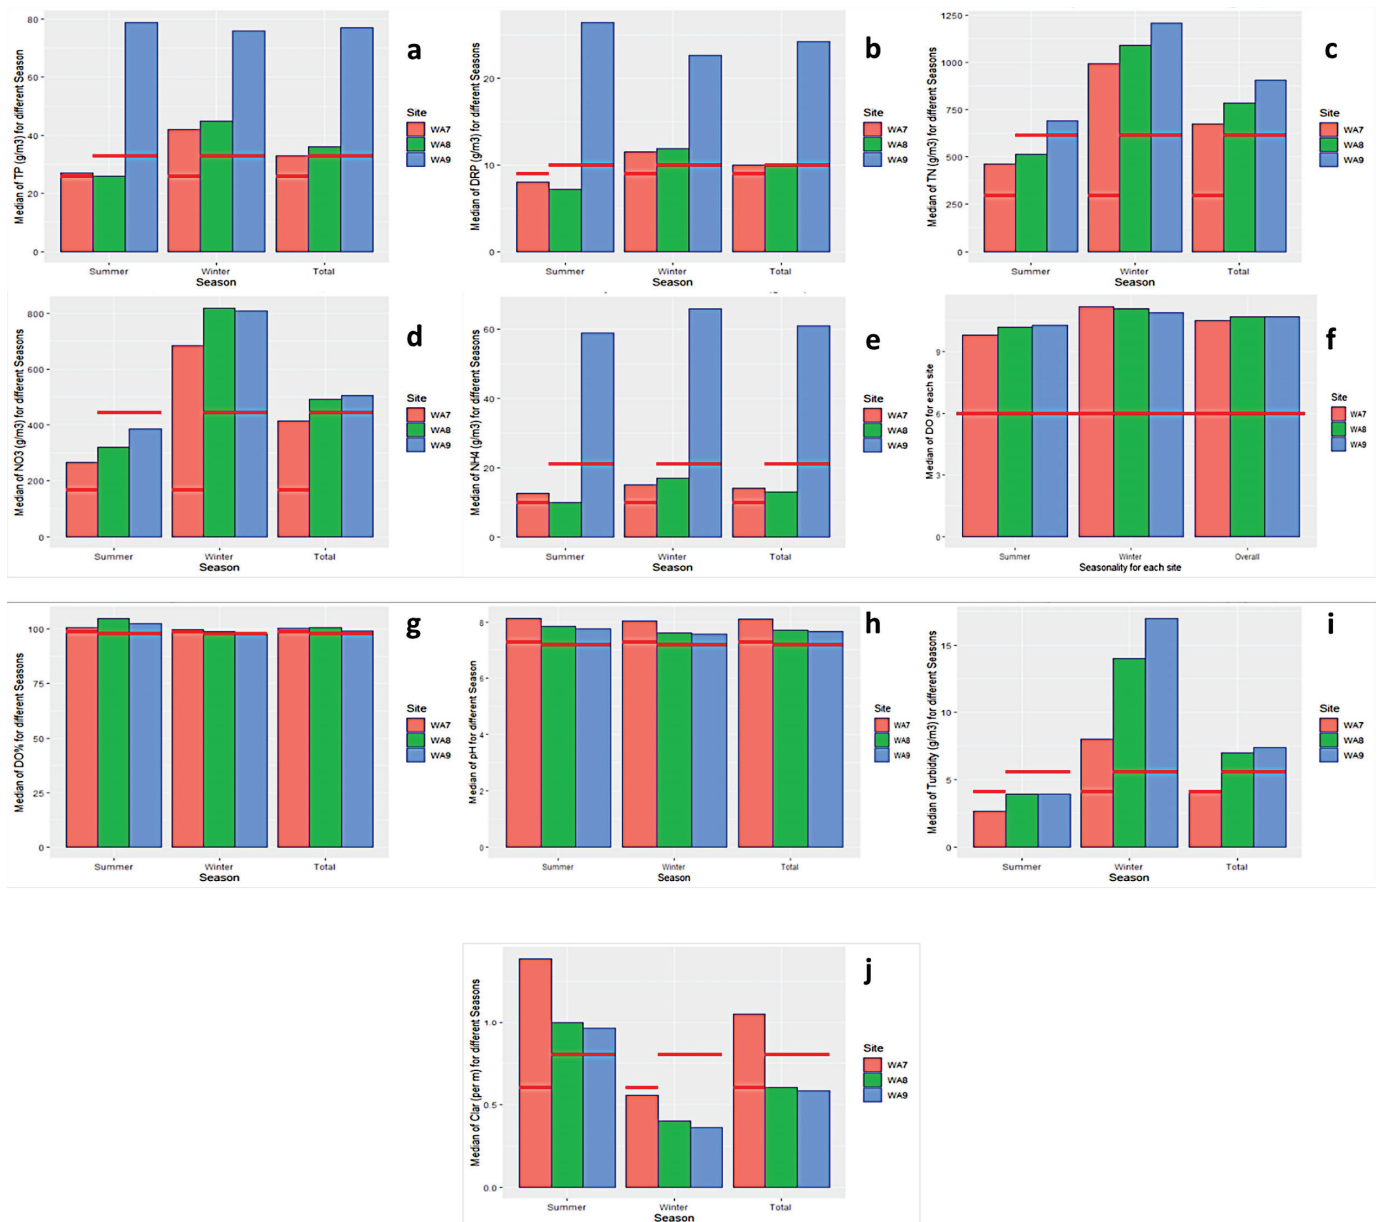 Median of TP (g/m3) for different Seasons
80
60
40
20
0
Summer
Winter
Total
Season
a
Site
WA7
WA8
WA9
Median of DRP (g/m3) for different Seasons
20
10
0
Summer
Winter
Total
Season
b
Site
WA7
WA8
WA9
Median of TN (g/m3) for different Seasons
1250
1000
750
500
250
0
Summer
Winter
Total
Season
c
Site
WA7
WA8
WA9
Median of NO3 (g/m3) for different Seasons
800
600
400
200
0
Summer
Winter
Total
Season
d
Site
WA7
WA8
WA9
Median of NH4 (g/m3) for different Seasons
60
40
20
0
Summer
Winter
Total
Season
e
Site
WA7
WA8
WA9
Median of DO for each site
9
6
3
0
Summer
Winter
Overall
Seasonality for each site
f
Site
WA7
WA8
WA9
Median of DO% for different Seasons
100
75
50
25
0
Summer
Winter
Total
Season
g
Site
WA7
WA8
WA9
Median of pH for different Season
8
6
4
2
0
Summer
Winter
Total
Season
h
Site
WA7
WA8
WA9
Median of Turbidity (g/m3) for different Seasons
15
10
5
0
Summer
Winter
Total
Season
i
Site
WA7
WA8
WA9
Median of Clar (per m) for different Seasons
1.0
0.5
0.0
Summer
Winter
Total
Season
j
Site
WA7
WA8
WA9